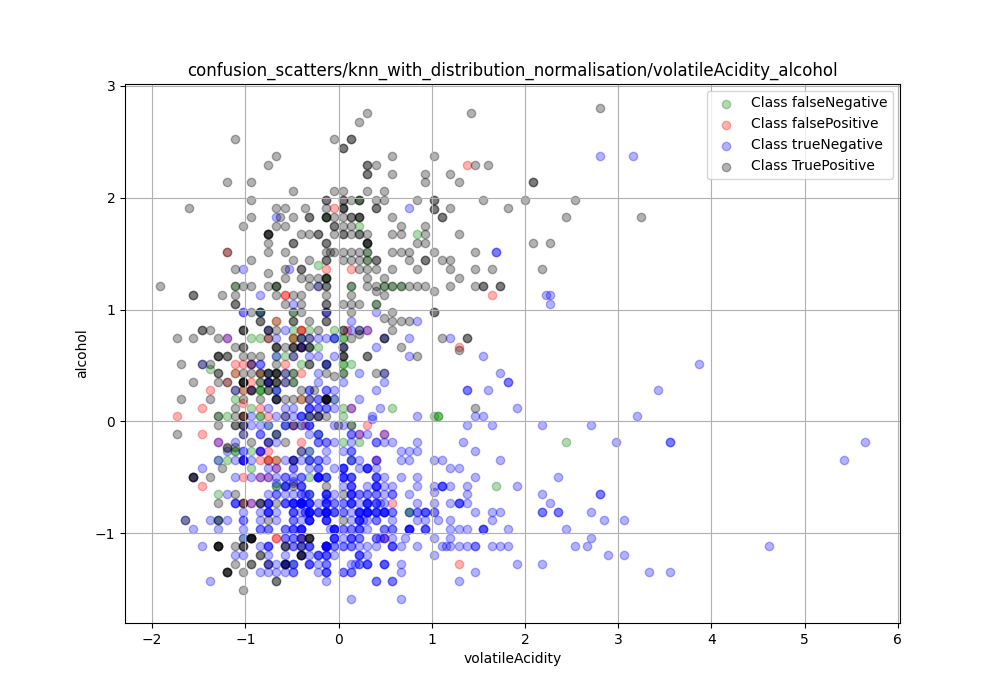 confusion_scatters/knn_with_distribution_normalisation/volatileAcidity_alcohol
Class falseNegative
Class falsePositive
Class trueNegative
Class TruePositive
3
2
1
0
−1
alcohol
−2
−1
0
1
2
3
4
5
6
volatileAcidity